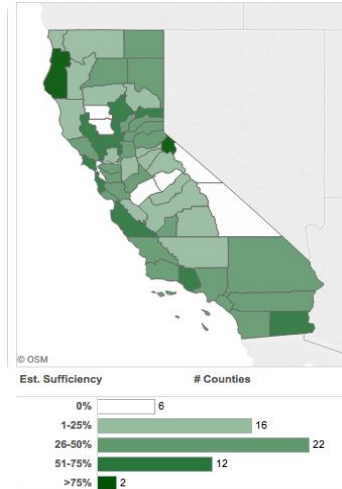 © OSM
Est. Sufficiency # Counties
0% 6
1-25% 16
26-50% 22
51-75% 12
>75% 2